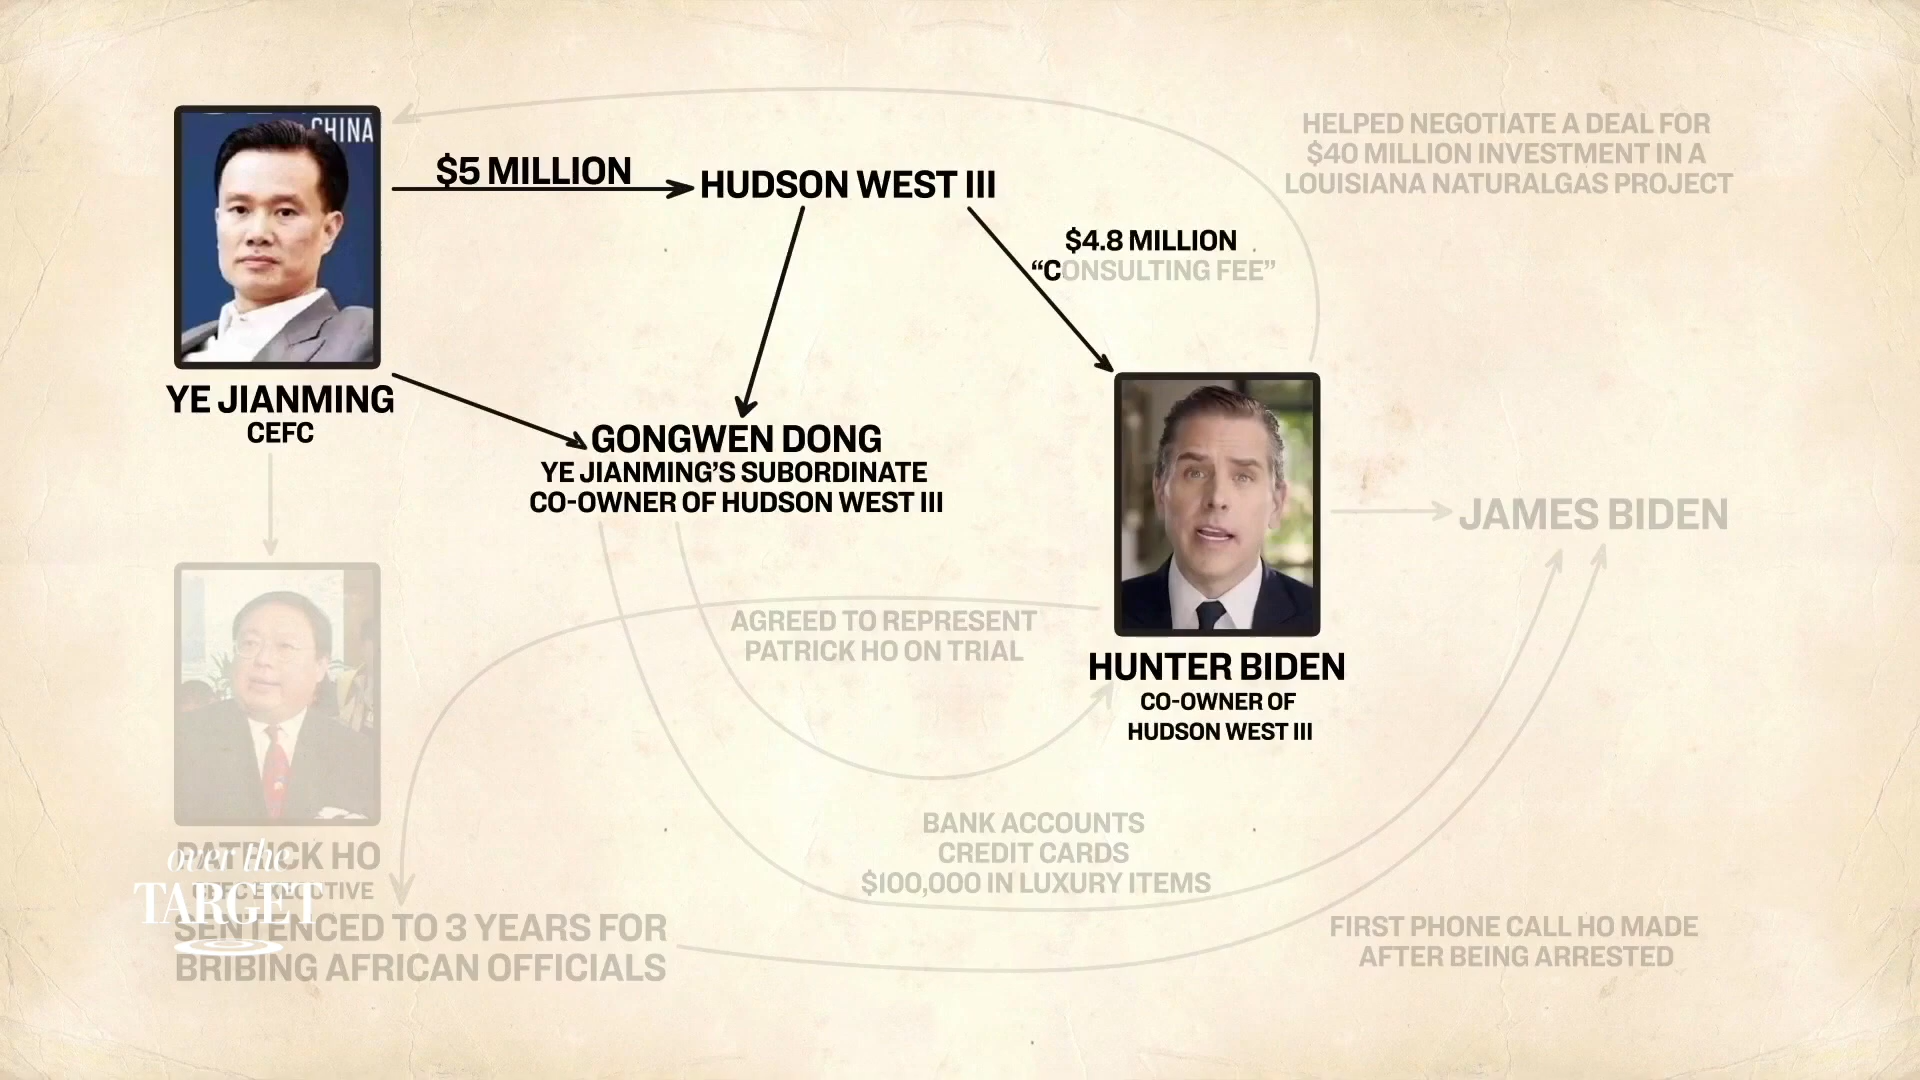 CHINA
$5 MILLION
HUDSON WEST III
HELPED NEGOTIATE A DEAL FOR
$40 MILLION INVESTMENT IN A
LOUISIANA NATURALGAS PROJECT
$4.8 MILLION
“CONSULTING FEE”
YE JIANMING
CEFC
GONGWEN DONG
YE JIANMING’S SUBORDINATE
CO-OWNER OF HUDSON WEST III
JAMES BIDEN
AGREED TO REPRESENT
PATRICK HO ON TRIAL
HUNTER BIDEN
CO-OWNER OF
HUDSON WEST III
BANK ACCOUNTS
CREDIT CARDS
$100,000 IN LUXURY ITEMS
PATRICK HO
CEFC EXECUTIVE
over the
TARGET
SENTENCED TO 3 YEARS FOR
BRIBING AFRICAN OFFICIALS
FIRST PHONE CALL HO MADE
AFTER BEING ARRESTED